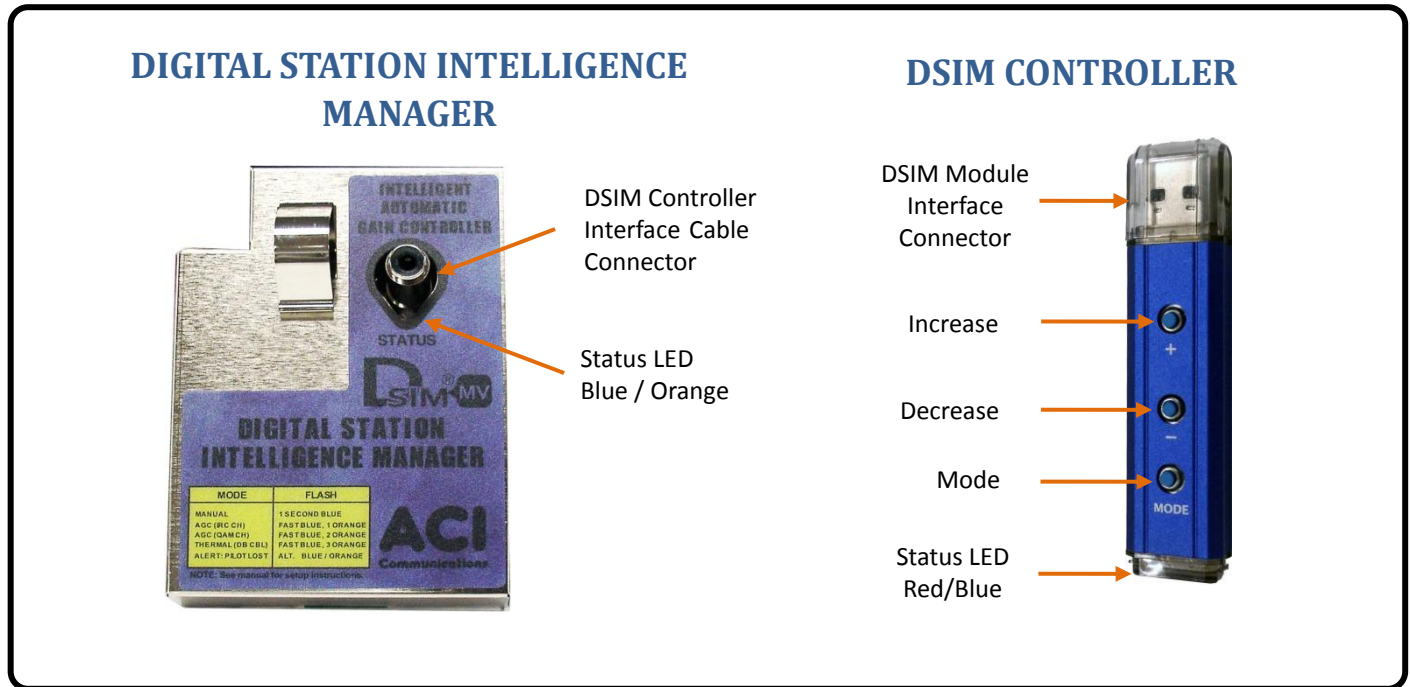 DIGITAL STATION INTELLIGENCE
MANAGER
INTELLIGENT
AUTOMATIC
GAIN CONTROLLER
STATUS
DSIM® MV
DIGITAL STATION
INTELLIGENCE MANAGER
MODE FLASH
MANUAL 1 SECOND BLUE
AGC (IRC CH) FAST BLUE, 1 ORANGE
AGC (QAM CH) FAST BLUE, 2 ORANGE
THERMAL (DB CBL) FAST BLUE, 3 ORANGE
ALERT: PILOT LOST ALT. BLUE / ORANGE
NOTE: See manual for setup instructions.
ACI
Communications
DSIM Controller
Interface Cable
Connector
Status LED
Blue / Orange
DSIM CONTROLLER
DSIM Module
Interface
Connector
Increase
+
Decrease
−
Mode
MODE
Status LED
Red/Blue